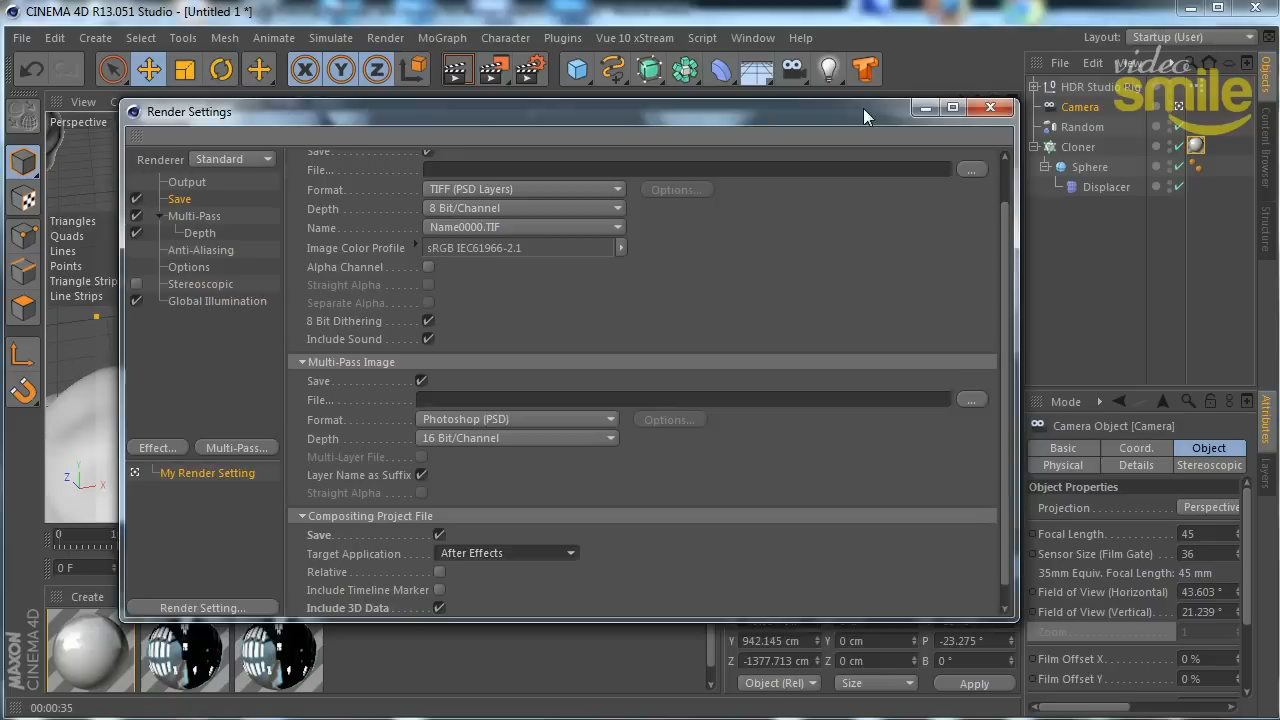 CINEMA 4D R13.051 Studio - [Untitled 1 *]
File Edit Create Select Tools Mesh Animate Simulate Render MoGraph Character Plugins Vue 10 xStream Script Window Help Layout: Startup (User)
File Edit View
video
smile
View
Perspective
Triangles
Quads
Lines
Points
Triangle Strip
Line Strips
Y
Z
X
0
1
0 F
Create
MAXON
CINEMA 4D
00:00:35
Render Settings
Renderer Standard
Output
Save
Multi-Pass
Depth
Anti-Aliasing
Options
Stereoscopic
Global Illumination
Effect... Multi-Pass...
My Render Setting
Render Setting...
Save
File... ...
Format TIFF (PSD Layers) Options...
Depth 8 Bit/Channel
Name Name0000.TIF
Image Color Profile sRGB IEC61966-2.1
Alpha Channel
Straight Alpha
Separate Alpha
8 Bit Dithering
Include Sound
Multi-Pass Image
Save
File... ...
Format Photoshop (PSD) Options...
Depth 16 Bit/Channel
Multi-Layer File
Layer Name as Suffix
Straight Alpha
Compositing Project File
Save
Target Application After Effects
Relative
Include Timeline Marker
Include 3D Data
Y 942.145 cm 0 cm P -23.275 °
Z -1377.713 cm 0 cm B 0 °
Object (Rel) Size Apply
HDR Studio Rig
Camera
Random
Cloner
Sphere
Displacer
Objects
Content Browser
Structure
Attributes
Layers
Mode
Camera Object [Camera]
Basic Coord. Object
Physical Details Stereoscopic
Object Properties
Projection Perspective
Focal Length 45
Sensor Size (Film Gate) 36
35mm Equiv. Focal Length: 45 mm
Field of View (Horizontal) 43.603 °
Field of View (Vertical) 21.239 °
Zoom 1
Film Offset X 0 %
Film Offset Y 0 %